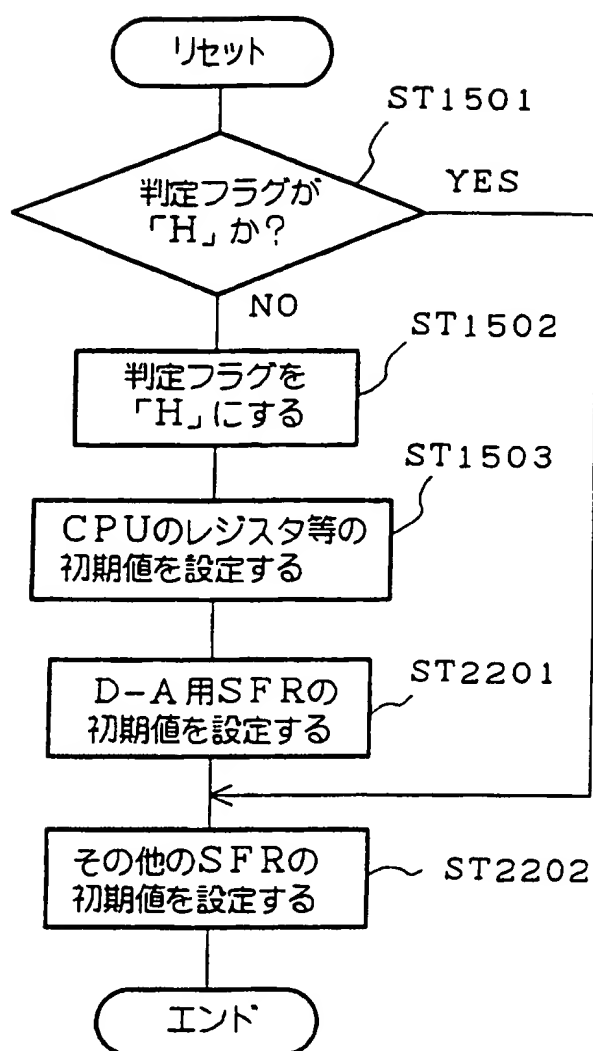 リセット
ST1501
判定フラグが
「H」か?
YES
NO
ST1502
判定フラグを
「H」にする
ST1503
CPUのレジスタ等の
初期値を設定する
ST2201
D-A用SFRの
初期値を設定する
その他のSFRの
初期値を設定する
ST2202
エンド